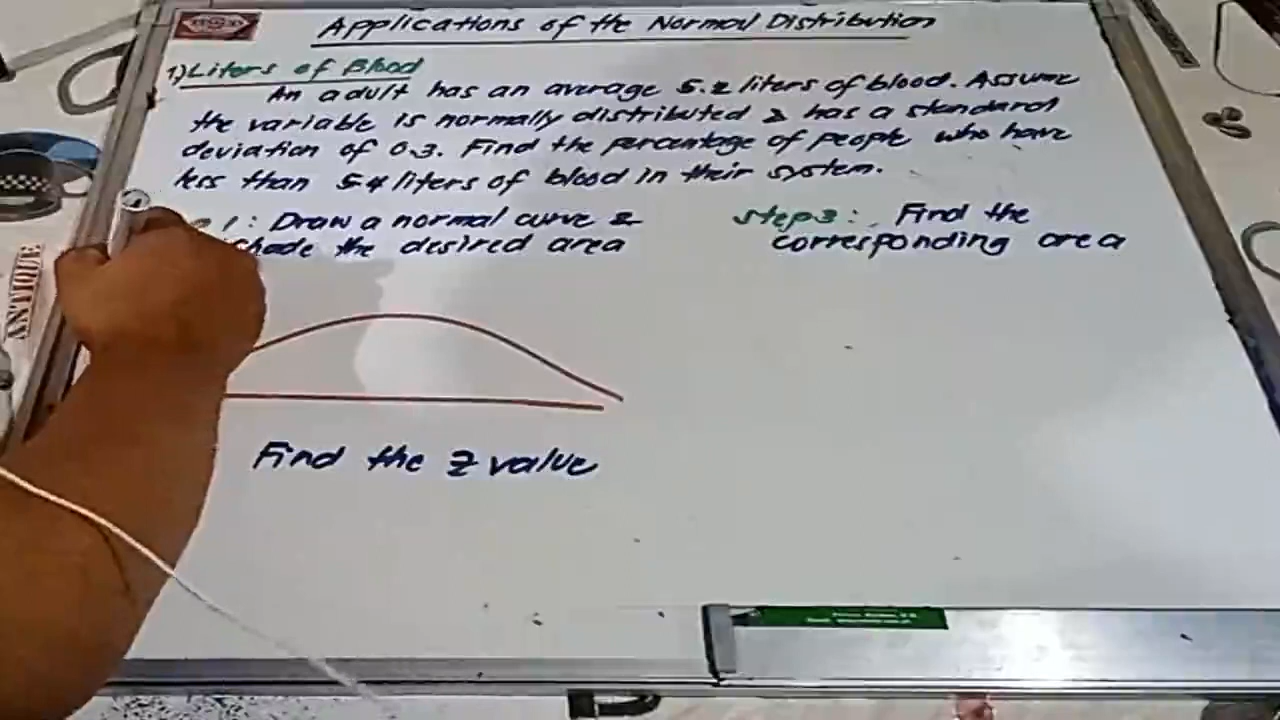 Applications of the Normal Distribution
1.) Liters of Blood
An adult has an average 5.2 liters of blood. Assume
the variable is normally distributed & has a standard
deviation of 0.3. Find the percentage of people who have
less than 5.4 liters of blood in their system.
1: Draw a normal curve &
shade the desired area
Step 3: Find the
corresponding area
Find the z value
ANTIQUE